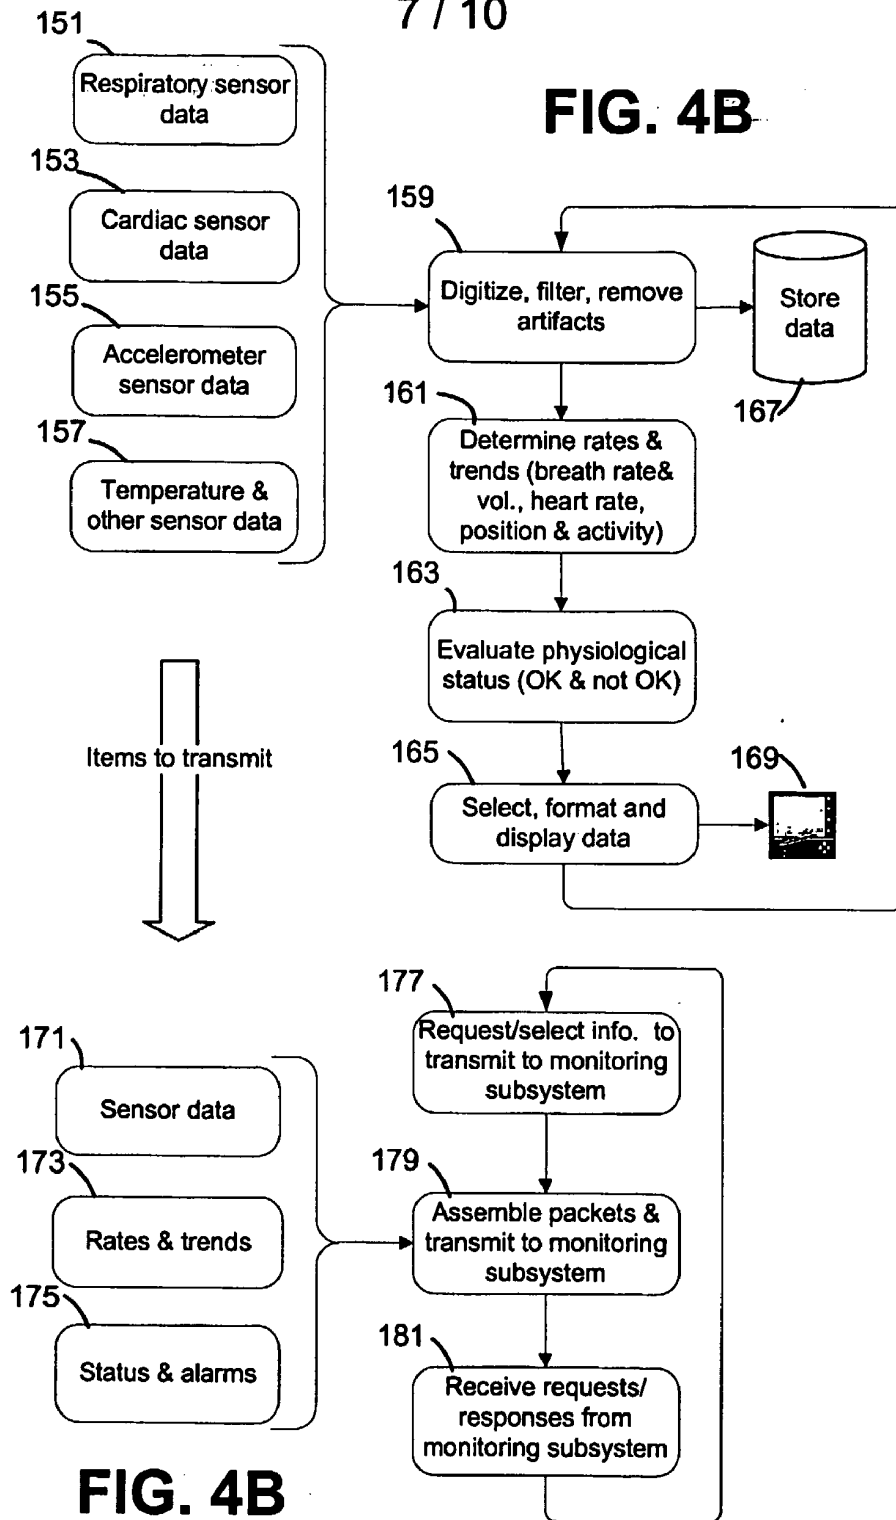 7 / 10
FIG. 4B
151
Respiratory sensor
data
153
Cardiac sensor
data
155
Accelerometer
sensor data
157
Temperature &
other sensor data
159
Digitize, filter, remove
artifacts
Store
data
167
161
Determine rates &
trends (breath rate&
vol., heart rate,
position & activity)
163
Evaluate physiological
status (OK & not OK)
165
Select, format and
display data
169
Items to transmit
171
Sensor data
173
Rates & trends
175
Status & alarms
177
Request/select info. to
transmit to monitoring
subsystem
179
Assemble packets &
transmit to monitoring
subsystem
181
Receive requests/
responses from
monitoring subsystem
FIG. 4B